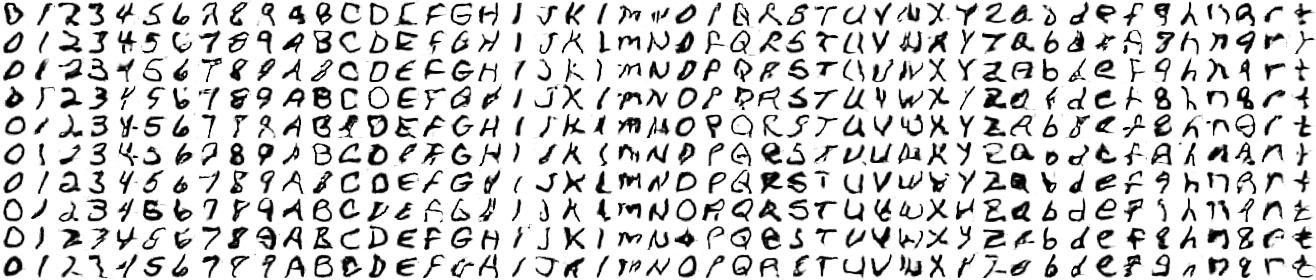 0 1 2 3 4 5 6 7 8 9 A B C D E F G H I J K I m N O P Q R S T U V W X Y Z a b d e f g h n q r t
0 1 2 3 4 5 6 7 8 9 A B C D E F G H I J K L m N O P Q R S T U V W X Y Z a b d e f g h n q r t
0 1 2 3 4 5 6 7 8 9 A B C D E F G H I J K I m N D P Q R S T U V W X Y Z a b d e f g h n q r t
0 1 2 3 4 5 6 7 8 9 A B C O E F G H I J X I m N O P Q R S T U V W X Y Z a b d e f g h n q r t
0 1 2 3 4 5 6 7 8 9 A B C D E F G H I J K I m N O P Q R S T U V W X Y Z A b d e f g h n q r t
0 1 2 3 4 5 6 7 8 9 A B C D E F G H I J K I m N D P Q R S T U V W X Y Z a b d e f g h n q r t
0 1 2 3 4 5 6 7 8 9 A B C D E F G H I J X L m N D P Q R S T U V W X Y Z a b d e f g h n q r t
0 1 2 3 4 5 6 7 8 9 A B C D E F G H I J K L m N O P Q R S T U V W X H Z a b d e f g h n q r t
0 1 2 3 4 5 6 7 8 9 A B C D E F G H I J K I m N O P Q R S T U V W X Y Z a b d e f g h n q r t
0 1 2 3 4 5 6 7 8 9 A B C D E F G H I J K L m N O P Q R S T U V W X Y Z a b d e f g h n q r t